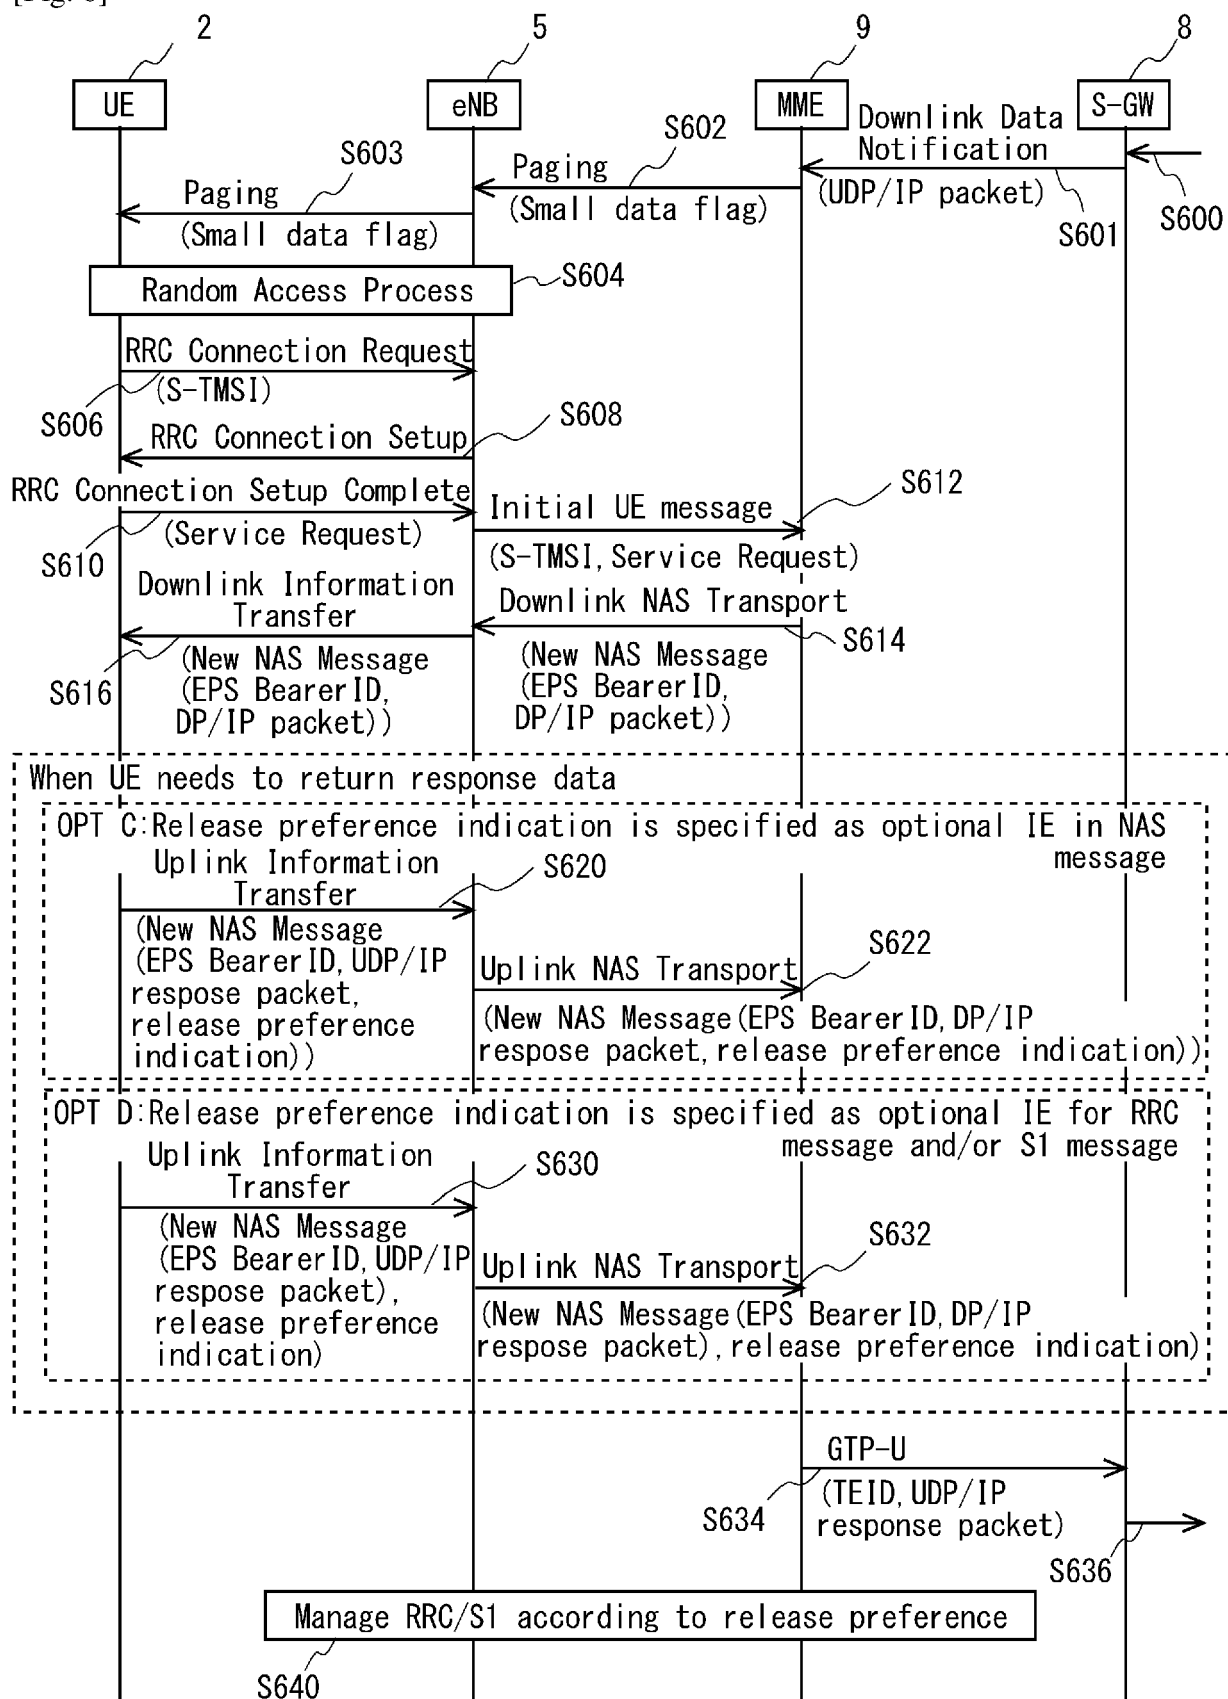 2
5
9
8
UE
eNB
MME
S-GW
Downlink Data
Notification
(UDP/IP packet)
S600
S601
S602
Paging
(Small data flag)
S603
Paging
(Small data flag)
Random Access Process
S604
RRC Connection Request
(S-TMSI)
S606
RRC Connection Setup
S608
RRC Connection Setup Complete
(Service Request)
S610
Initial UE message
S612
(S-TMSI, Service Request)
Downlink Information
Transfer
Downlink NAS Transport
S614
(New NAS Message
(EPS BearerID,
DP/IP packet))
S616
(New NAS Message
(EPS BearerID,
DP/IP packet))
When UE needs to return response data
OPT C:Release preference indication is specified as optional IE in NAS
message
Uplink Information
Transfer
S620
(New NAS Message
(EPS BearerID, UDP/IP
respose packet,
release preference
indication))
Uplink NAS Transport
S622
(New NAS Message(EPS BearerID, DP/IP
respose packet, release preference indication))
OPT D:Release preference indication is specified as optional IE for RRC
message and/or S1 message
Uplink Information
Transfer
S630
(New NAS Message
(EPS BearerID, UDP/IP
respose packet),
release preference
indication)
Uplink NAS Transport
S632
(New NAS Message(EPS BearerID, DP/IP
respose packet), release preference indication)
GTP-U
(TEID, UDP/IP
response packet)
S634
S636
Manage RRC/S1 according to release preference
S640